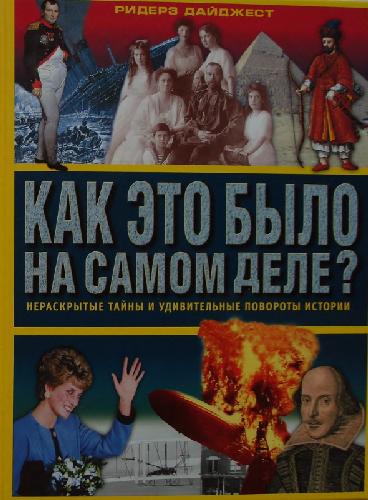 РИДЕРЗ ДАЙДЖЕСТ
КАК ЭТО БЫЛО
НА САМОМ ДЕЛЕ?
НЕРАСКРЫТЫЕ ТАЙНЫ И УДИВИТЕЛЬНЫЕ ПОВОРОТЫ ИСТОРИИ